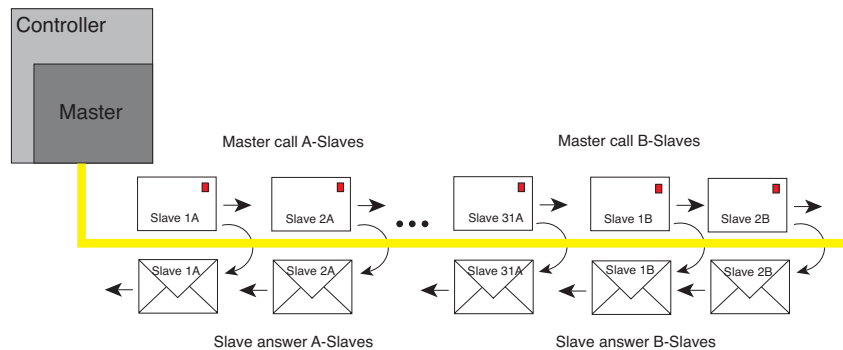 Controller
Master
Master call A-Slaves
Master call B-Slaves
Slave 1A
Slave 2A
Slave 31A
Slave 1B
Slave 2B
Slave 1A
Slave 2A
Slave 31A
Slave 1B
Slave 2B
Slave answer A-Slaves
Slave answer B-Slaves